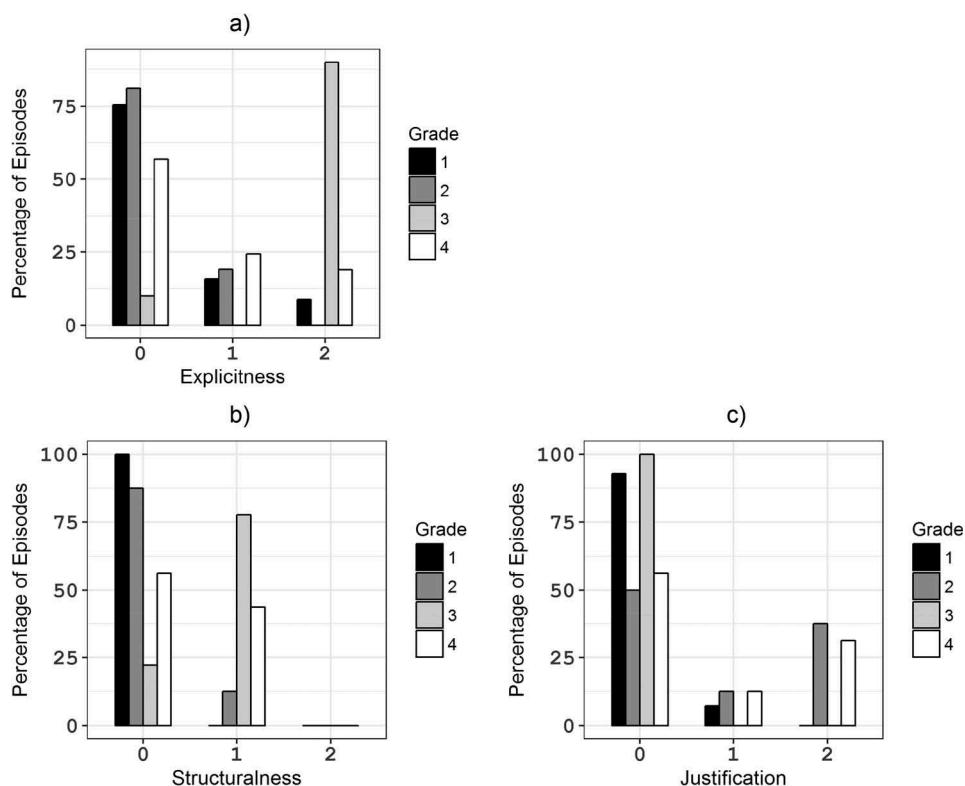 a)
Percentage of Episodes
75
50
25
0
0 1 2
Explicitness
Grade
1
2
3
4
b)
Percentage of Episodes
100
75
50
25
0
0 1 2
Structuralness
Grade
1
2
3
4
c)
Percentage of Episodes
100
75
50
25
0
0 1 2
Justification
Grade
1
2
3
4